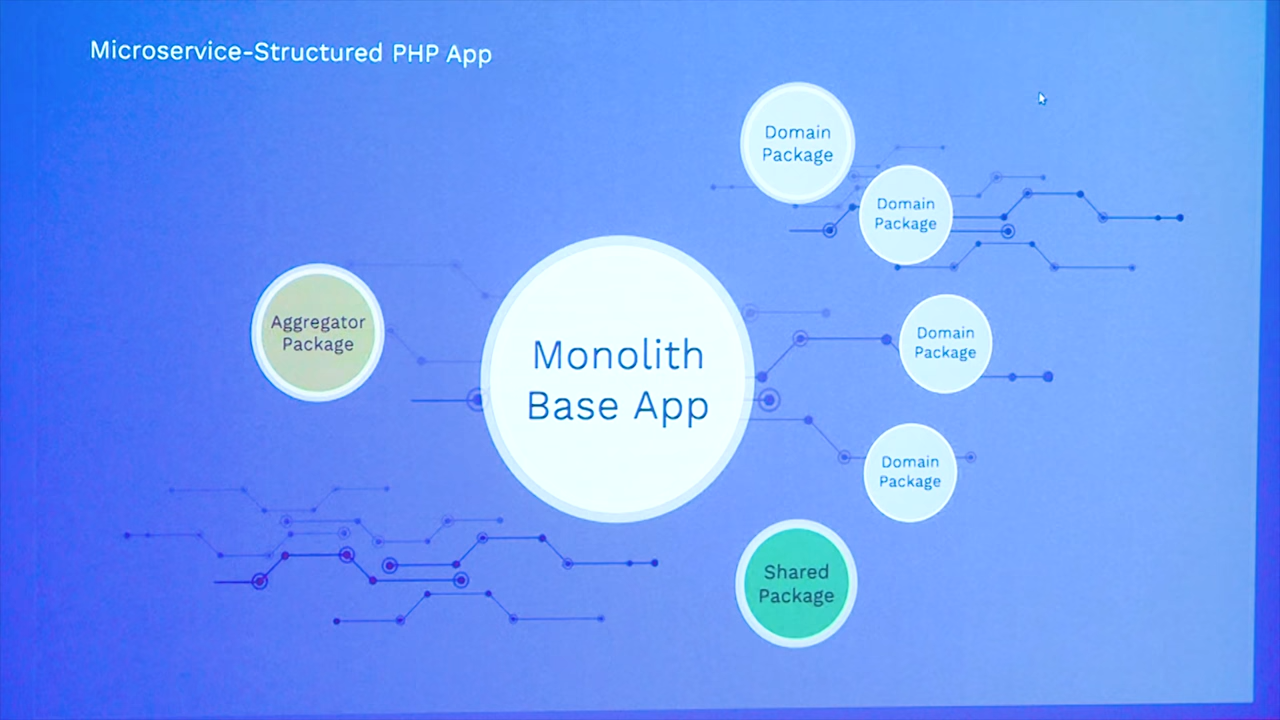 Microservice-Structured PHP App
Domain
Package
Domain
Package
Aggregator
Package
Domain
Package
Monolith
Base App
Domain
Package
Shared
Package